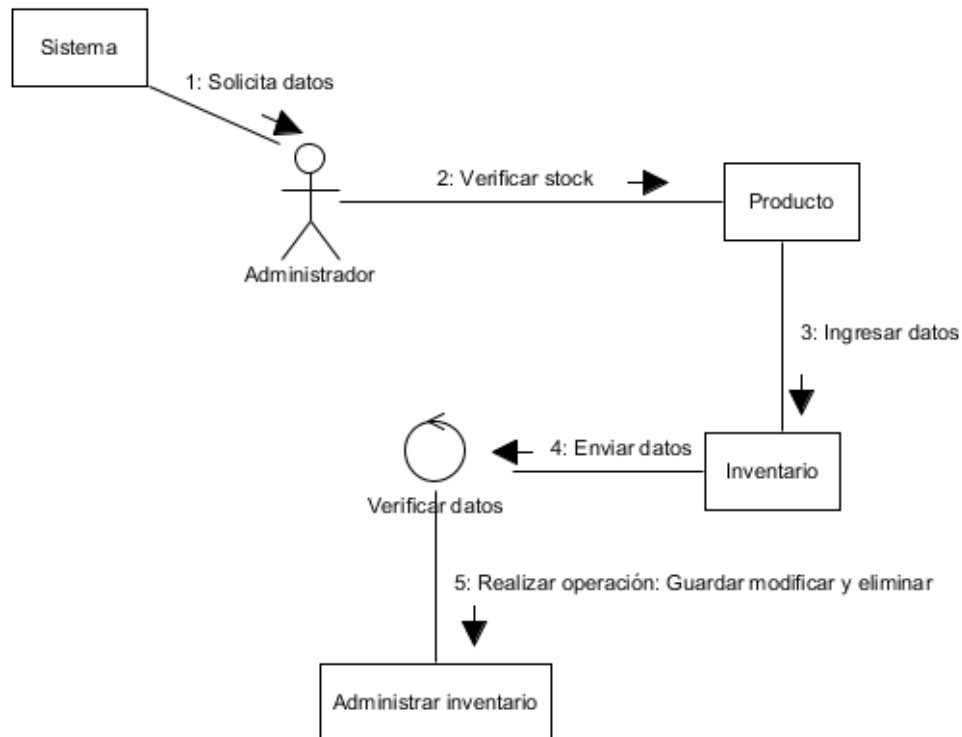 Sistema
1: Solicita datos
2: Verificar stock
Producto
Administrador
3: Ingresar datos
4: Enviar datos
Inventario
Verificar datos
5: Realizar operación: Guardar modificar y eliminar
Administrar inventario